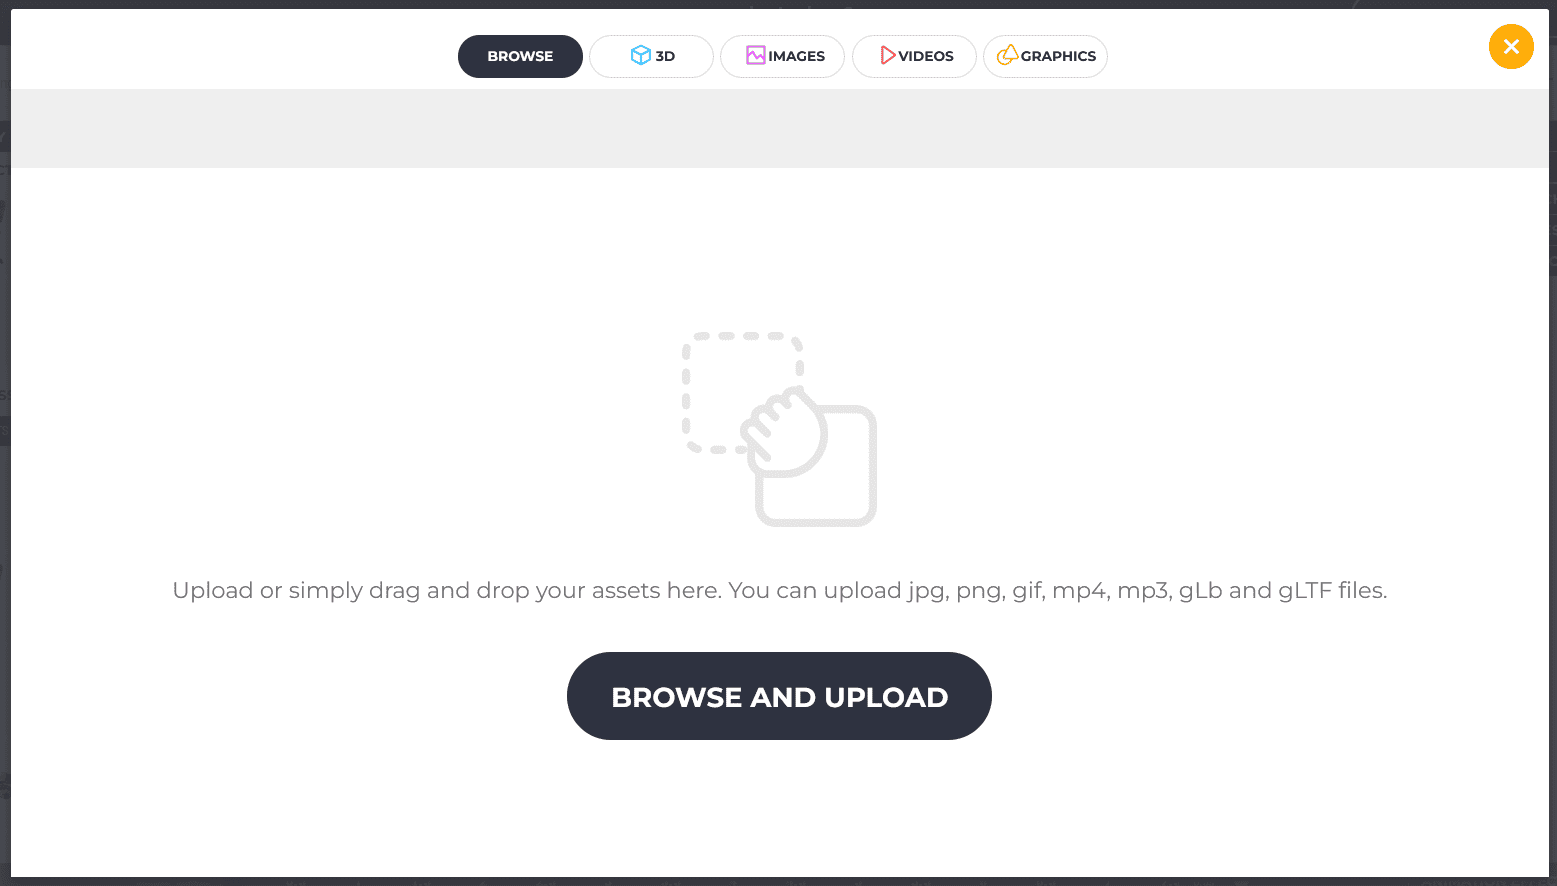 BROWSE
3D
IMAGES
VIDEOS
GRAPHICS
Upload or simply drag and drop your assets here. You can upload jpg, png, gif, mp4, mp3, gLb and gLTF files.
BROWSE AND UPLOAD